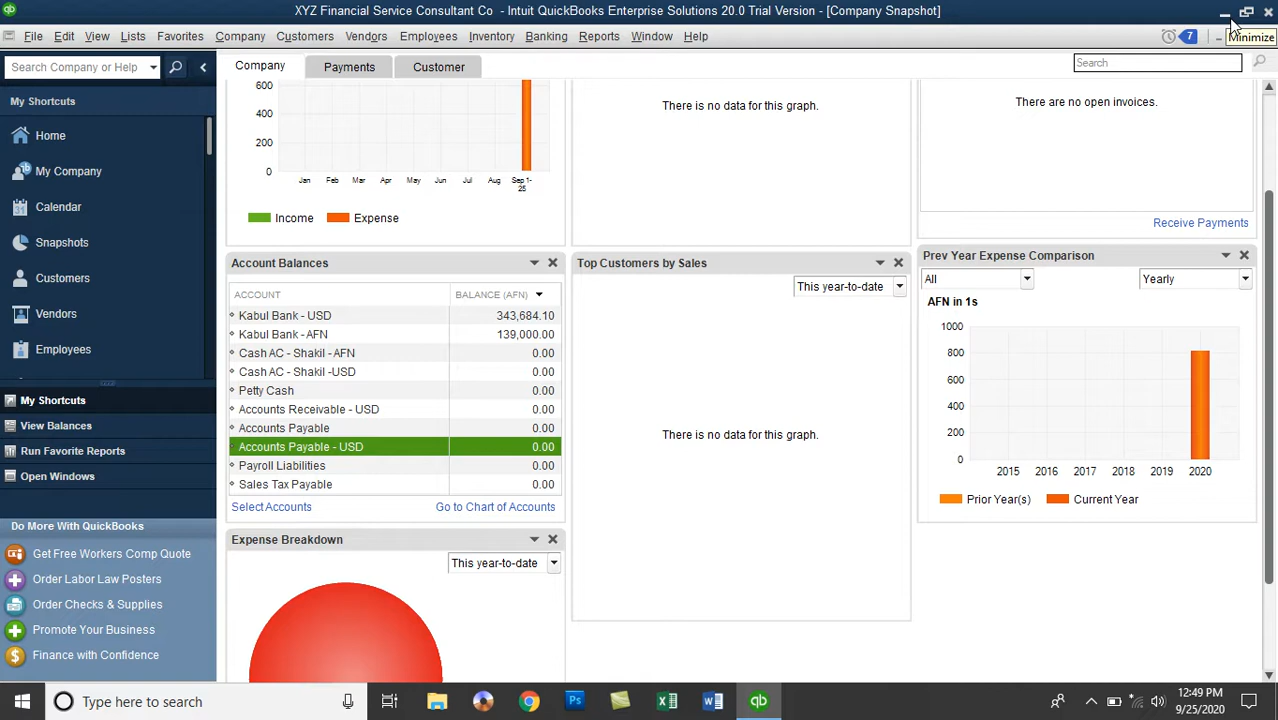 XYZ Financial Service Consultant Co - Intuit QuickBooks Enterprise Solutions 20.0 Trial Version - [Company Snapshot]
File Edit View Lists Favorites Company Customers Vendors Employees Inventory Banking Reports Window Help
7
Minimize
Search Company or Help
Company Payments Customer
Search
My Shortcuts
Home
My Company
Calendar
Snapshots
Customers
Vendors
Employees
My Shortcuts
View Balances
Run Favorite Reports
Open Windows
Do More With QuickBooks
Get Free Workers Comp Quote
Order Labor Law Posters
Order Checks & Supplies
Promote Your Business
Finance with Confidence
600
400
200
0
Jan Feb Mar Apr May Jun Jul Aug Sep 1-
25
Income Expense
There is no data for this graph.
There are no open invoices.
Receive Payments
Account Balances
ACCOUNT BALANCE (AFN)
Kabul Bank - USD 343,684.10
Kabul Bank - AFN 139,000.00
Cash AC - Shakil - AFN 0.00
Cash AC - Shakil -USD 0.00
Petty Cash 0.00
Accounts Receivable - USD 0.00
Accounts Payable 0.00
Accounts Payable - USD 0.00
Payroll Liabilities 0.00
Sales Tax Payable 0.00
Select Accounts Go to Chart of Accounts
Top Customers by Sales
This year-to-date
There is no data for this graph.
Prev Year Expense Comparison
All Yearly
AFN in 1s
1000
800
600
400
200
0
2015 2016 2017 2018 2019 2020
Prior Year(s) Current Year
Expense Breakdown
This year-to-date
Type here to search
Ps
qb
12:49 PM
9/25/2020